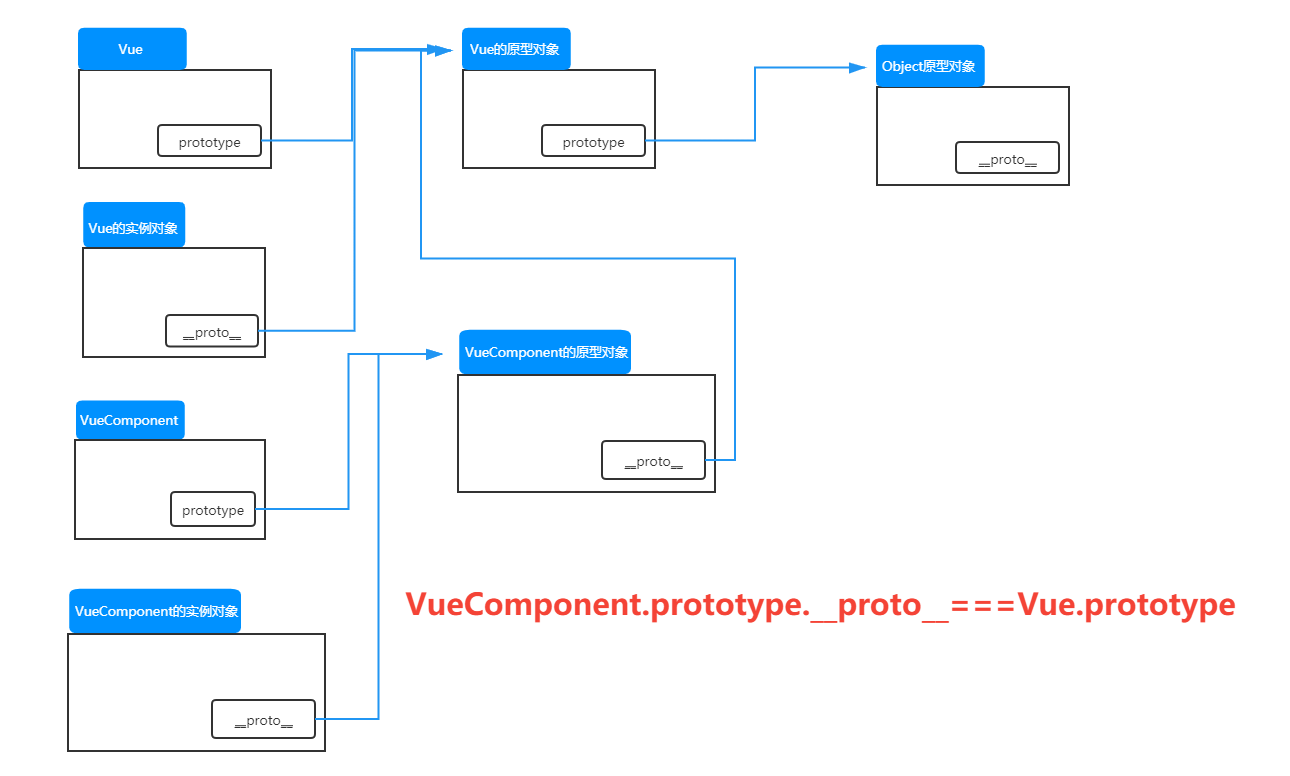 Vue
prototype
Vue的原型对象
prototype
Object原型对象
__proto__
Vue的实例对象
__proto__
VueComponent的原型对象
__proto__
VueComponent
prototype
VueComponent的实例对象
__proto__
VueComponent.prototype.__proto__===Vue.prototype